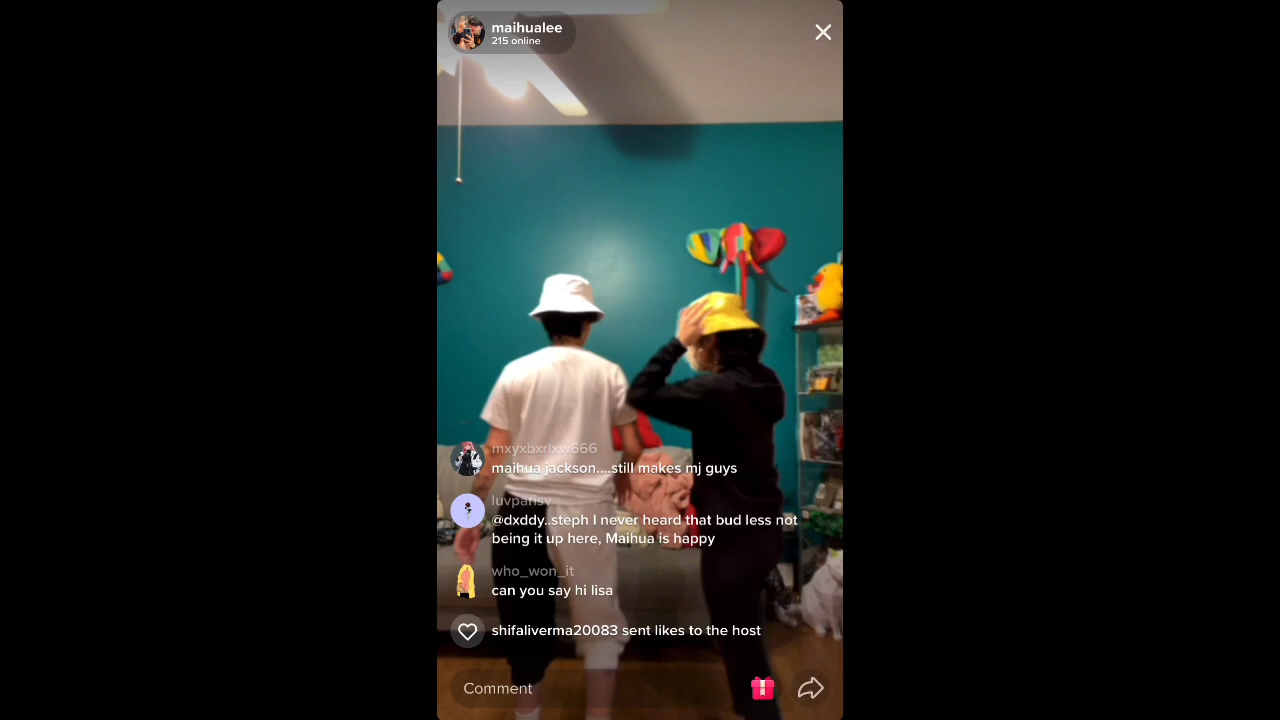 maihualee
215 online
mxyxbxrlxw666
maihua jackson....still makes mj guys
luvparisv
@dxddy..steph I never heard that bud less not
being it up here, Maihua is happy
who_won_it
can you say hi lisa
shifaliverma20083 sent likes to the host
Comment